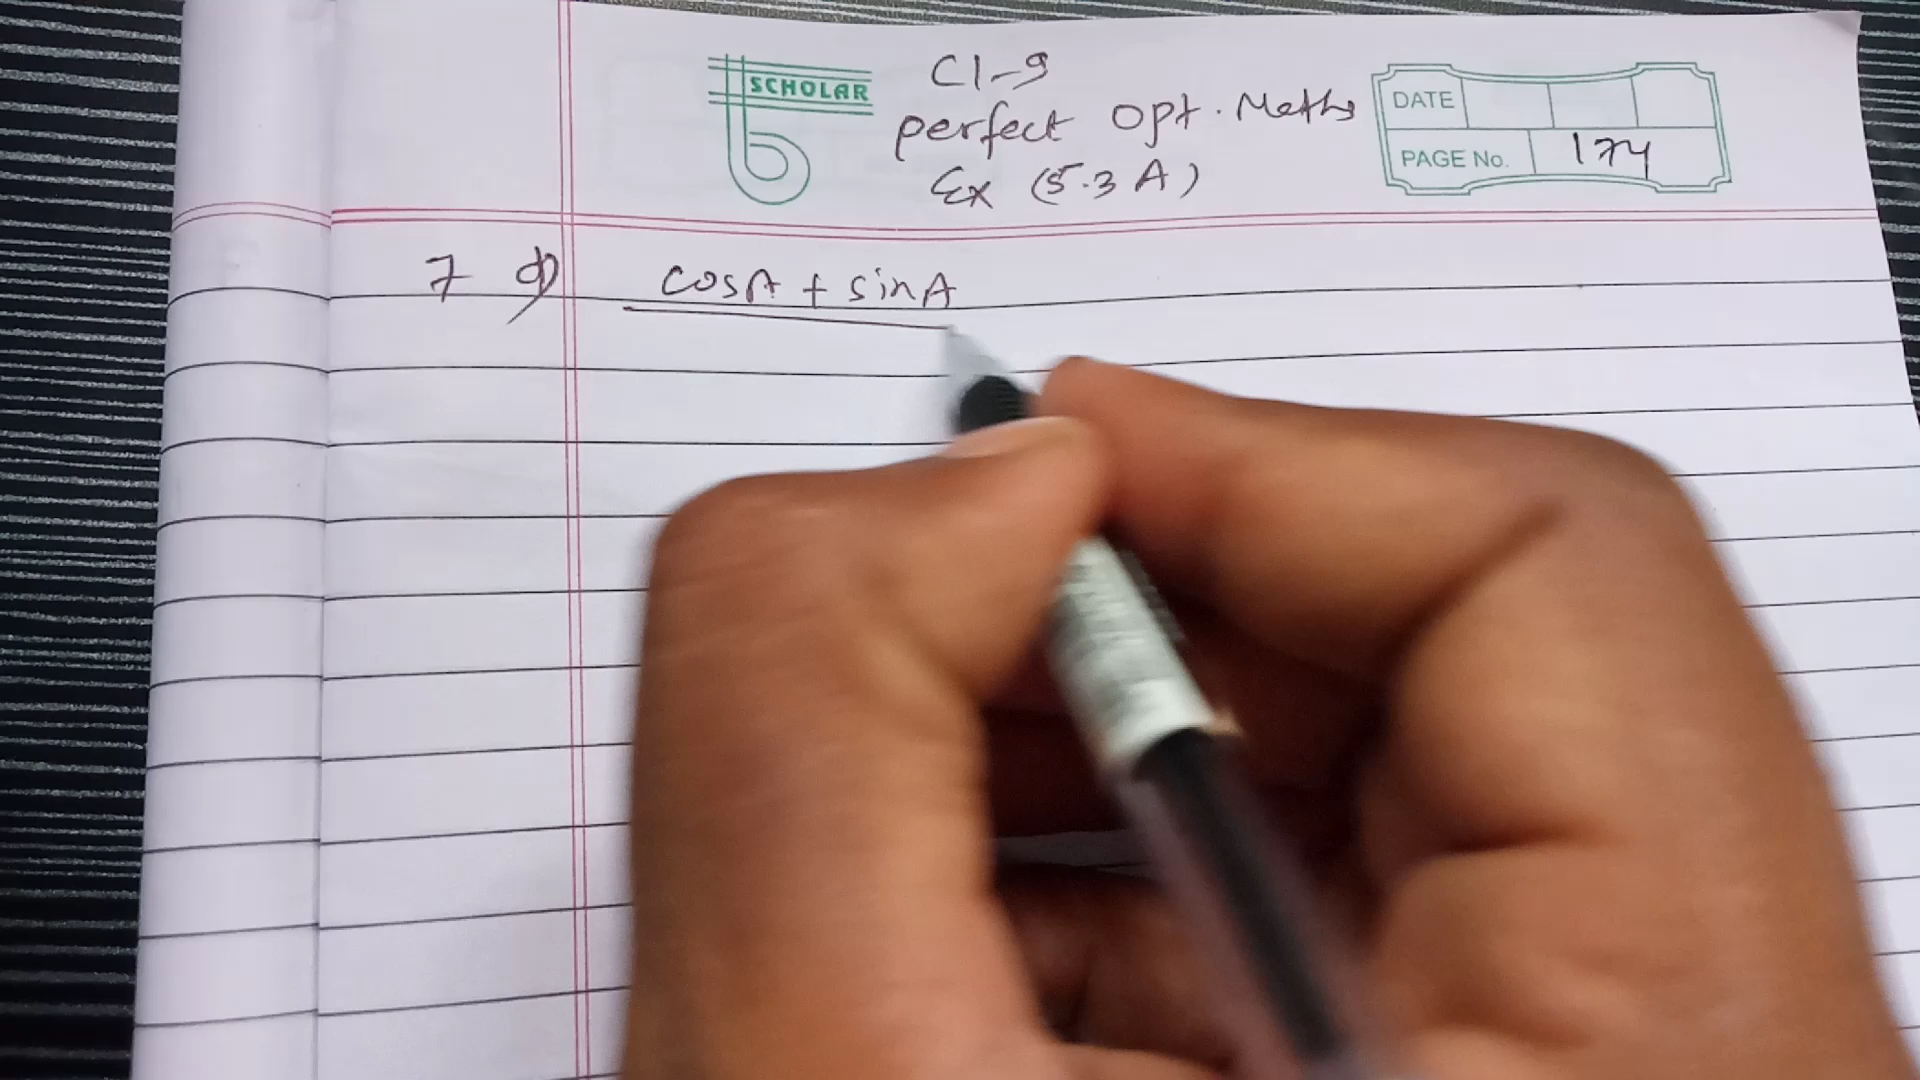 SCHOLAR
Cl-9
perfect opt. Maths
Ex (5.3 A)
DATE
PAGE No. 174
7 d) cosA + sinA